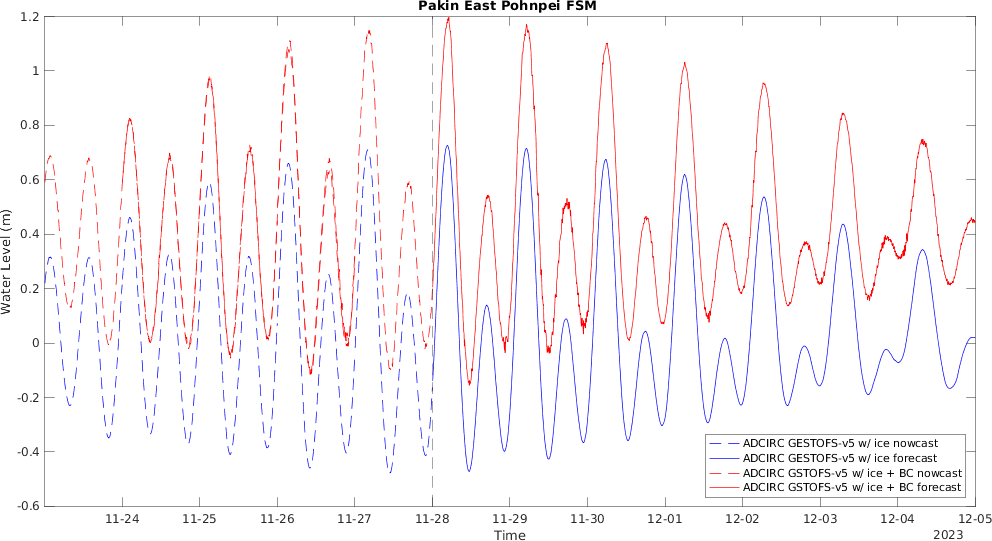 Pakin East Pohnpei FSM
Water Level (m)
1.2
1
0.8
0.6
0.4
0.2
0
-0.2
-0.4
-0.6
ADCIRC GESTOFS-v5 w/ ice nowcast
ADCIRC GESTOFS-v5 w/ ice forecast
ADCIRC GSTOFS-v5 w/ ice + BC nowcast
ADCIRC GSTOFS-v5 w/ ice + BC forecast
11-24 11-25 11-26 11-27 11-28 11-29 11-30 12-01 12-02 12-03 12-04 12-05
Time
2023